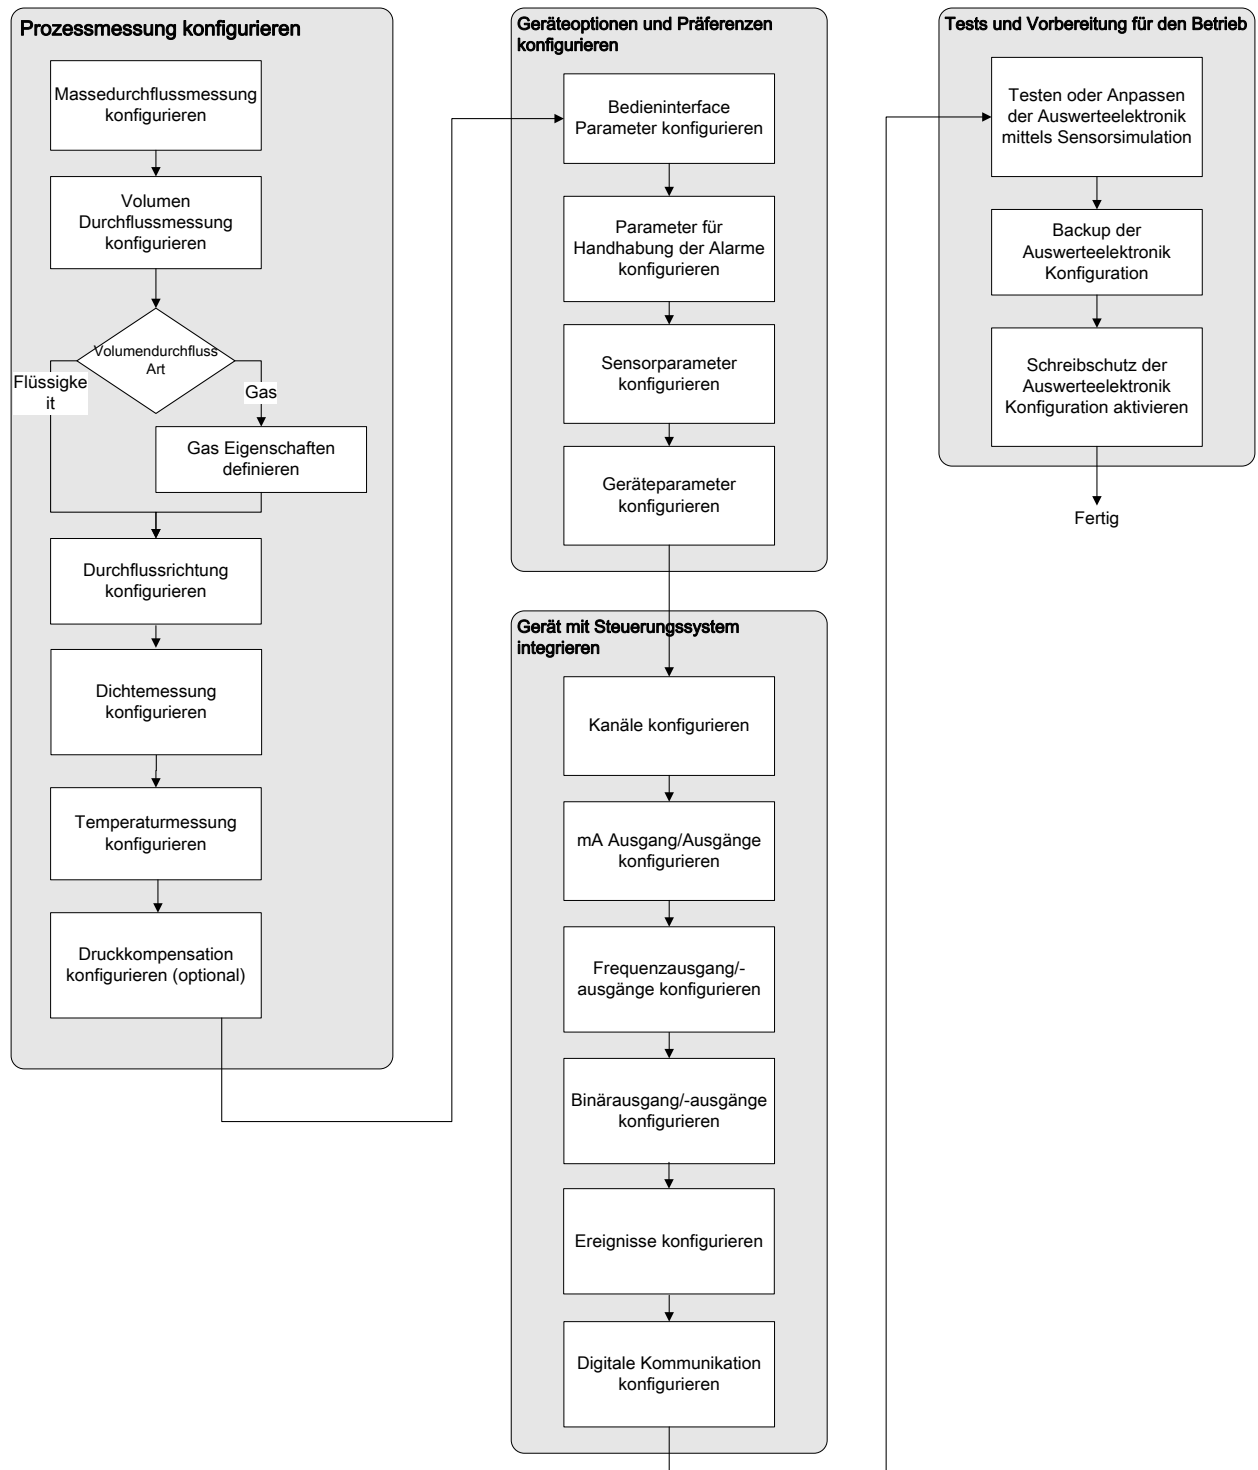 Prozessmessung konfigurieren
Massedurchflussmessung
konfigurieren
Volumen
Durchflussmessung
konfigurieren
Volumendurchfluss
Art
Flüssigke
it
Gas
Gas Eigenschaften
definieren
Durchflussrichtung
konfigurieren
Dichtemessung
konfigurieren
Temperaturmessung
konfigurieren
Druckkompensation
konfigurieren (optional)
Geräteoptionen und Präferenzen
konfigurieren
Bedieninterface
Parameter konfigurieren
Parameter für
Handhabung der Alarme
konfigurieren
Sensorparameter
konfigurieren
Geräteparameter
konfigurieren
Gerät mit Steuerungssystem
integrieren
Kanäle konfigurieren
mA Ausgang/Ausgänge
konfigurieren
Frequenzausgang/-
ausgänge konfigurieren
Binärausgang/-ausgänge
konfigurieren
Ereignisse konfigurieren
Digitale Kommunikation
konfigurieren
Tests und Vorbereitung für den Betrieb
Testen oder Anpassen
der Auswerteelektronik
mittels Sensorsimulation
Backup der
Auswerteelektronik
Konfiguration
Schreibschutz der
Auswerteelektronik
Konfiguration aktivieren
Fertig